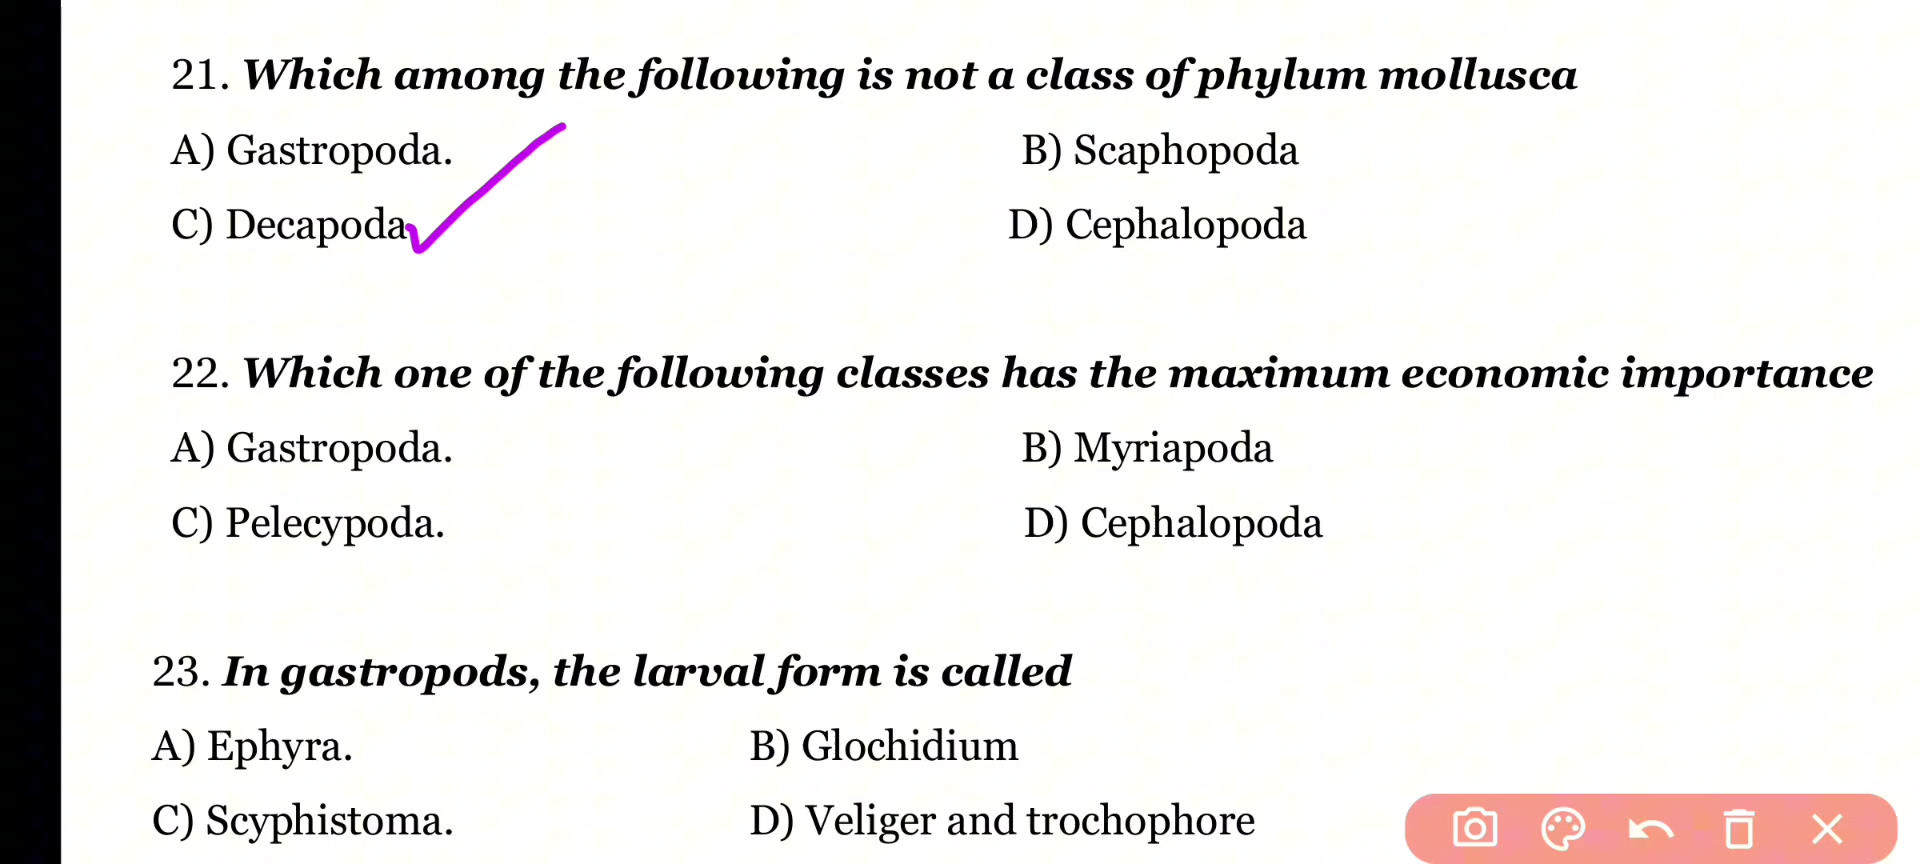 21. Which among the following is not a class of phylum mollusca
A) Gastropoda. B) Scaphopoda
C) Decapoda D) Cephalopoda
22. Which one of the following classes has the maximum economic importance
A) Gastropoda. B) Myriapoda
C) Pelecypoda. D) Cephalopoda
23. In gastropods, the larval form is called
A) Ephyra. B) Glochidium
C) Scyphistoma. D) Veliger and trochophore